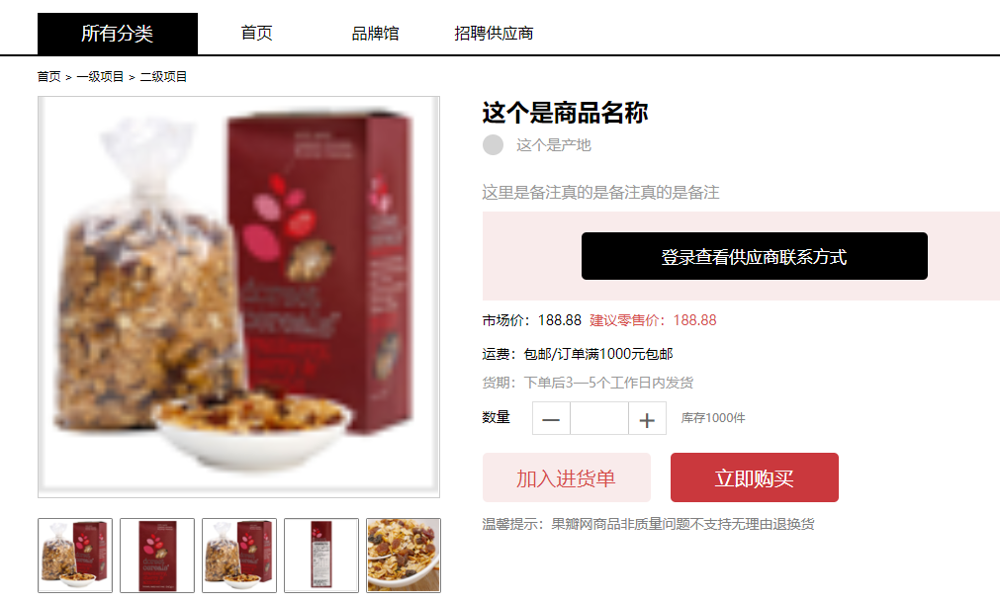 所有分类 首页 品牌馆 招聘供应商
首页 > 一级项目 > 二级项目
这个是商品名称
这个是产地
这里是备注真的是备注真的是备注
登录查看供应商联系方式
市场价：188.88 建议零售价：188.88
运费：包邮/订单满1000元包邮
货期：下单后3—5个工作日内发货
数量 — + 库存1000件
加入进货单 立即购买
温馨提示：果瓣网商品非质量问题不支持无理由退换货